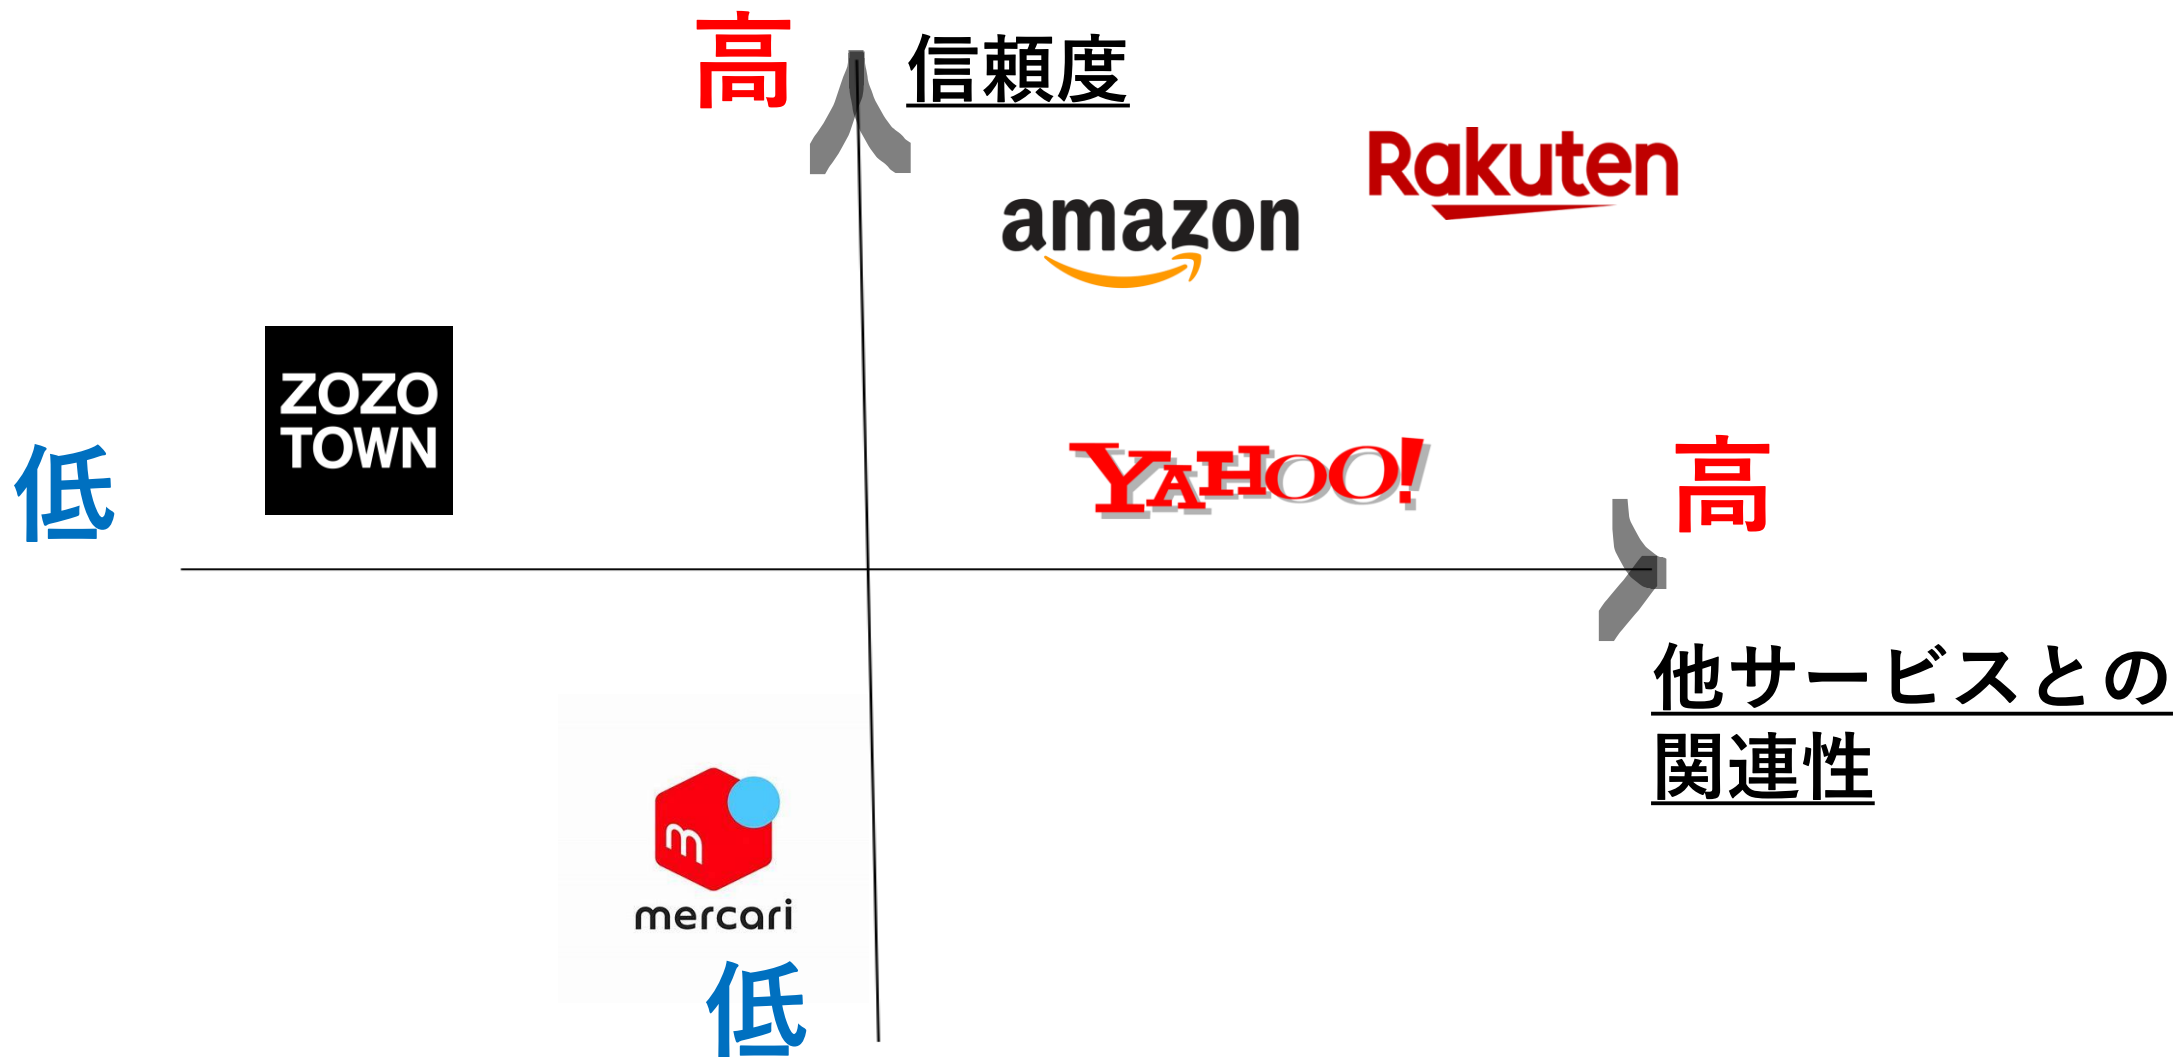 高
信頼度
Rakuten
amazon
ZOZO
TOWN
低
YAHOO!
高
他サービスとの
関連性
m
mercari
低